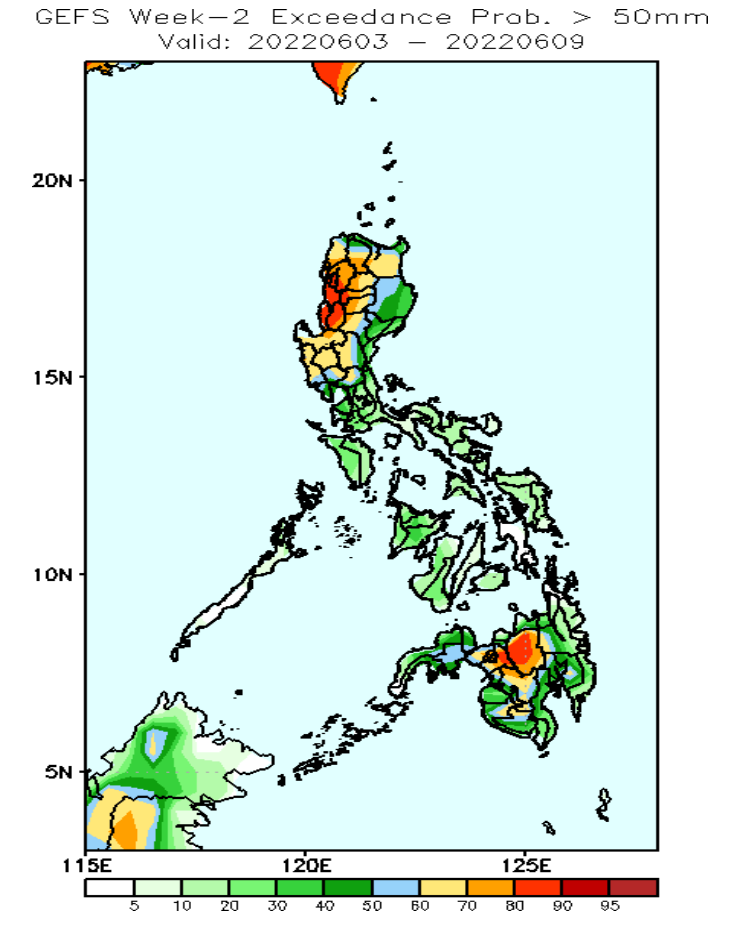 GEFS Week-2 Exceedance Prob. > 50mm
Valid: 20220603 - 20220609
20N
15N
10N
5N
115E 120E 125E
5 10 20 30 40 50 60 70 80 90 95